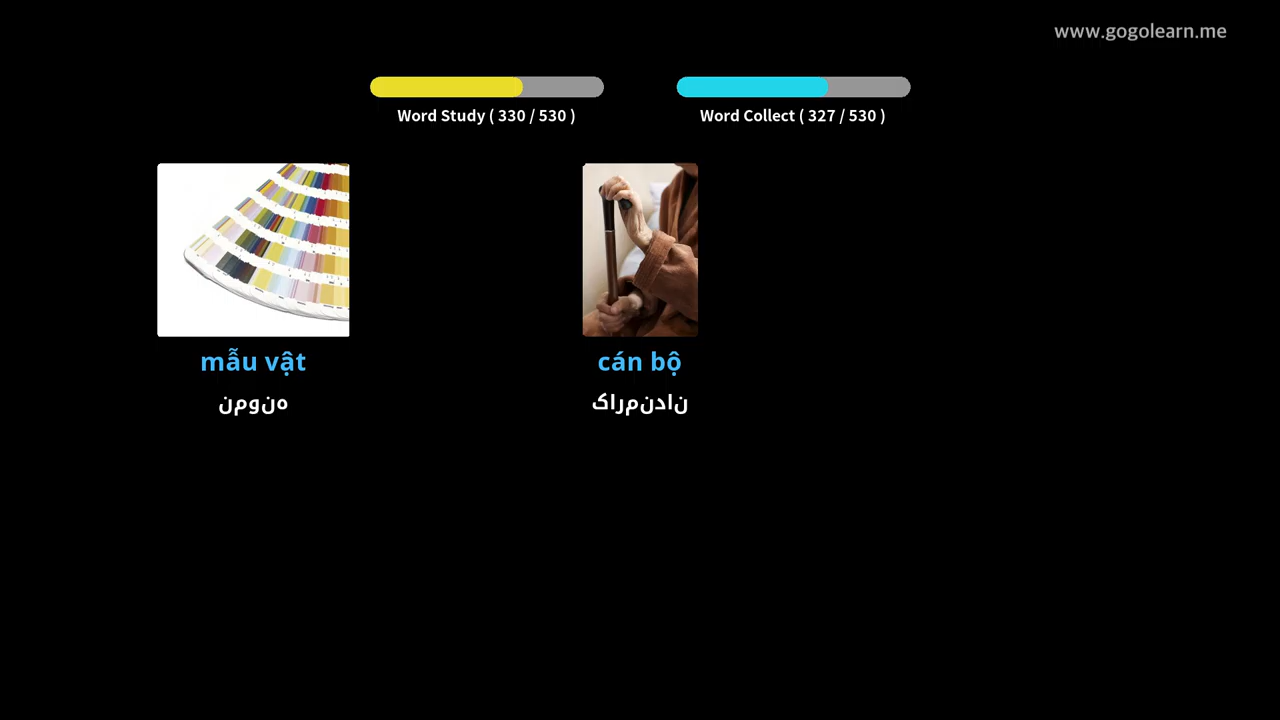 www.gogolearn.me
Word Study ( 330 / 530 )
Word Collect ( 327 / 530 )
mẫu vật
نمونه
cán bộ
کارمندان